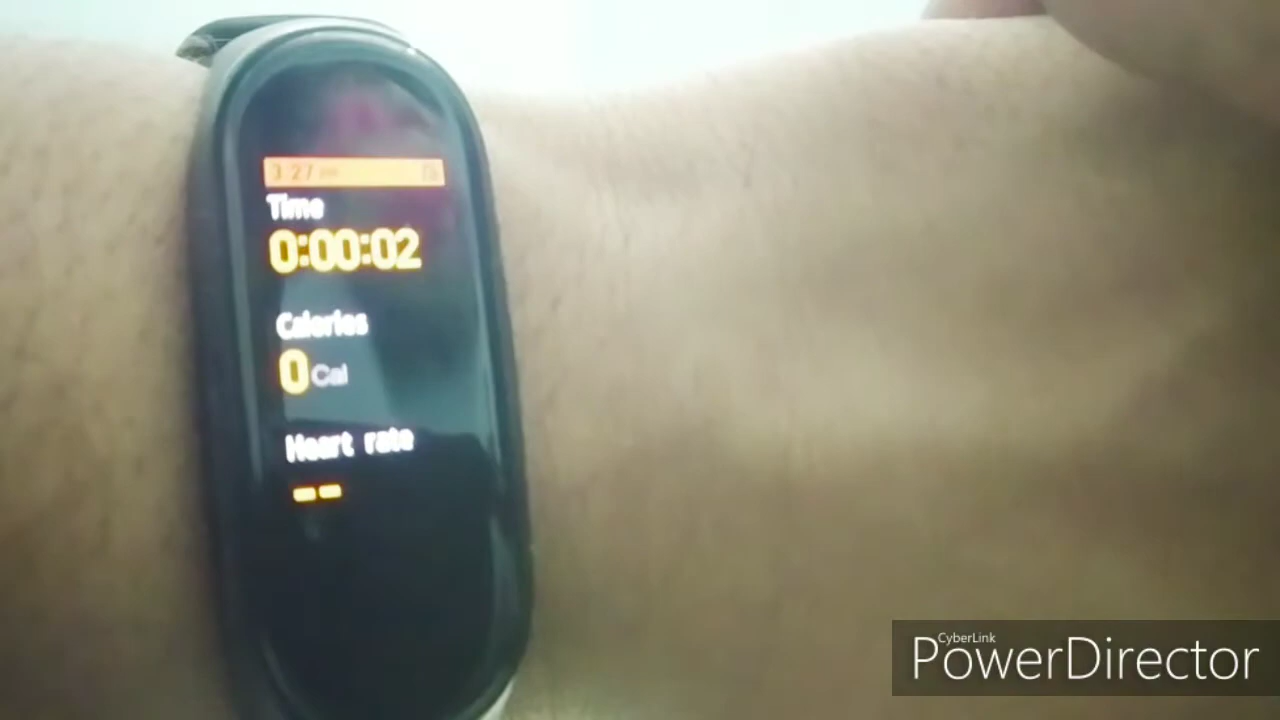 3:27
Time
0:00:02
Calories
0 Cal
Heart rate
--
CyberLink
PowerDirector